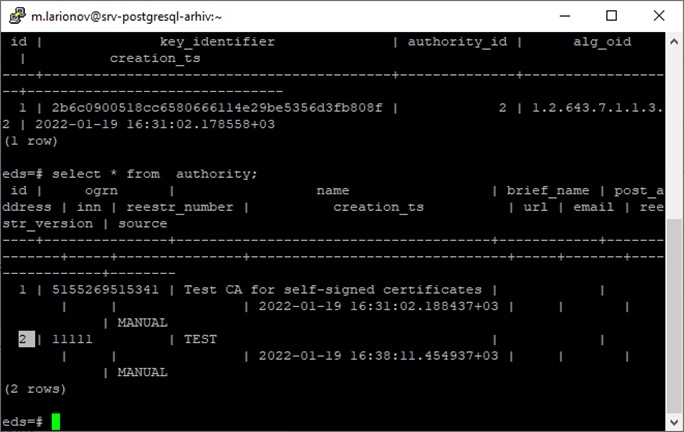 m.larionov@srv-postgresql-arhiv:~
id | key_identifier | authority_id | alg_oid
| creation_ts
----+------------------------------------------+--------------+-----------------
--+-------------------------------
1 | 2b6c0900518cc6580666114e29be5356d3fb808f | 2 | 1.2.643.7.1.1.3.
2 | 2022-01-19 16:31:02.178558+03
(1 row)
eds=# select * from  authority;
id | ogrn | name | brief_name | post_a
ddress | inn | reestr_number | creation_ts | url | email | ree
str_version | source
----+---------------+--------------------------------------+------------+-------
-------+-----+---------------+-------------------------------+-----+-------+----
------------+--------
1 | 5155269515341 | Test CA for self-signed certificates | |
| | | 2022-01-19 16:31:02.188437+03 | | |
| MANUAL
2 | 11111 | TEST | |
| | | 2022-01-19 16:38:11.454937+03 | | |
| MANUAL
(2 rows)
eds=#